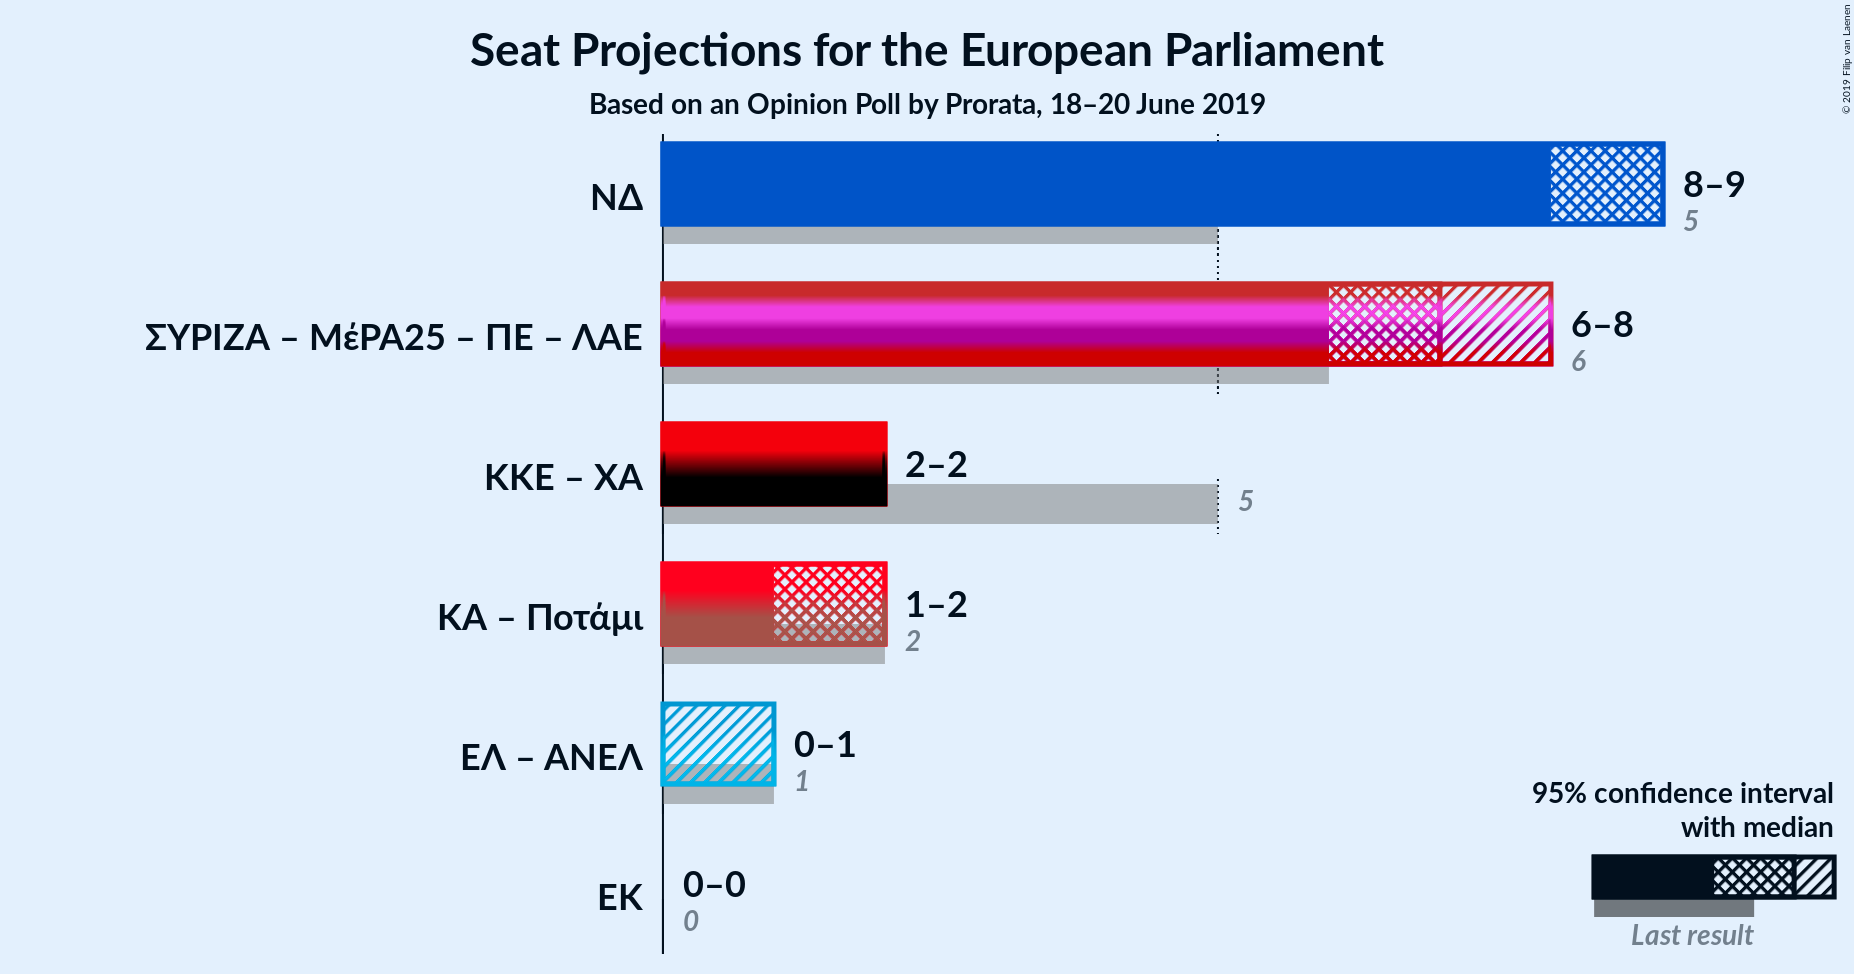 Seat Projections for the European Parliament
Based on an Opinion Poll by Prorata, 18–20 June 2019
© 2019 Filip van Laenen
ΝΔ
8–9
5
ΣΥΡΙΖΑ – ΜέΡΑ25 – ΠΕ – ΛΑΕ
6–8
6
ΚΚΕ – ΧΑ
2–2
5
ΚΑ – Ποτάμι
1–2
2
ΕΛ – ΑΝΕΛ
0–1
1
ΕΚ
0–0
0
95% confidence interval
with median
Last result